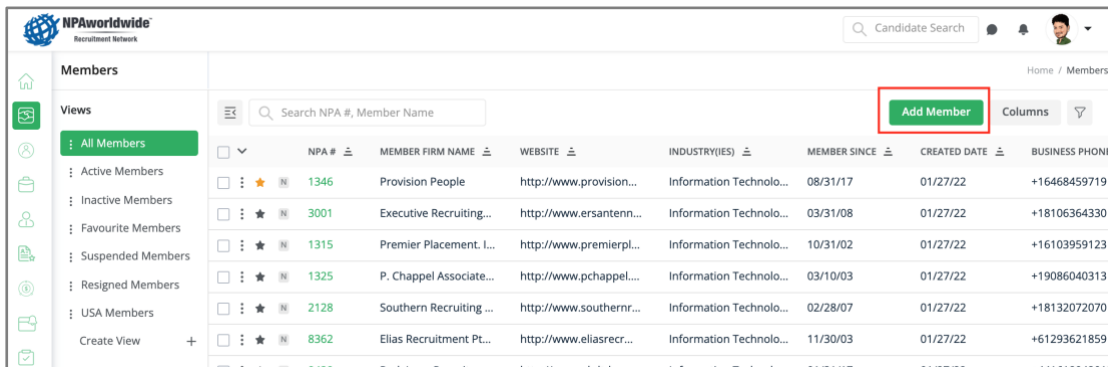 NPAworldwide™
Recruitment Network
Candidate Search
Members
Home / Members
Views
Search NPA #, Member Name
Add Member
Columns
All Members
Active Members
Inactive Members
Favourite Members
Suspended Members
Resigned Members
USA Members
Create View +
NPA # MEMBER FIRM NAME WEBSITE INDUSTRY(IES) MEMBER SINCE CREATED DATE BUSINESS PHONE
N 1346 Provision People http://www.provision... Information Technolo... 08/31/17 01/27/22 +16468459719
N 3001 Executive Recruiting... http://www.ersantenn... Information Technolo... 03/31/08 01/27/22 +18106364330
N 1315 Premier Placement. I... http://www.premierpl... Information Technolo... 10/31/02 01/27/22 +16103959123
N 1325 P. Chappel Associate... http://www.pchappel.... Information Technolo... 03/10/03 01/27/22 +19086040313
N 2128 Southern Recruiting ... http://www.southernr... Information Technolo... 02/28/07 01/27/22 +18132072070
N 8362 Elias Recruitment Pt... http://www.eliasrecr... Information Technolo... 11/30/03 01/27/22 +61293621859